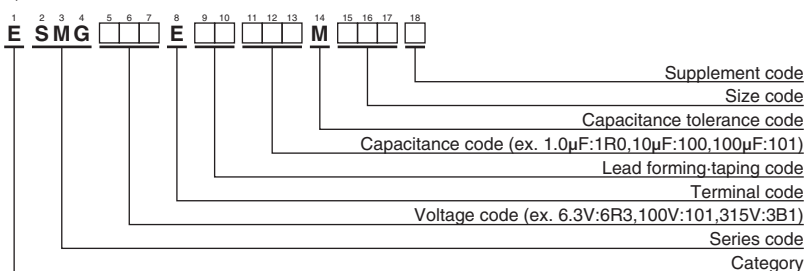 1 2 3 4 5 6 7 8 9 10 11 12 13 14 15 16 17 18
E SMG □□□ E □□ □□□ M □□□ □
Supplement code
Size code
Capacitance tolerance code
Capacitance code (ex. 1.0µF:1R0,10µF:100,100µF:101)
Lead forming·taping code
Terminal code
Voltage code (ex. 6.3V:6R3,100V:101,315V:3B1)
Series code
Category